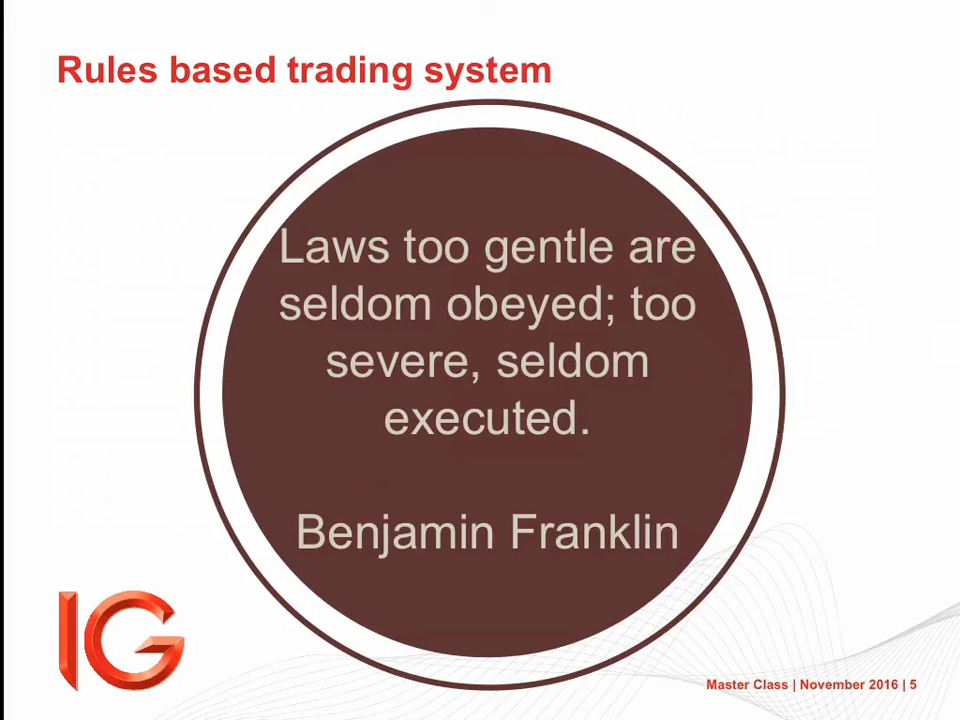 Rules based trading system
Laws too gentle are
seldom obeyed; too
severe, seldom
executed.
Benjamin Franklin
IG
Master Class | November 2016 | 5